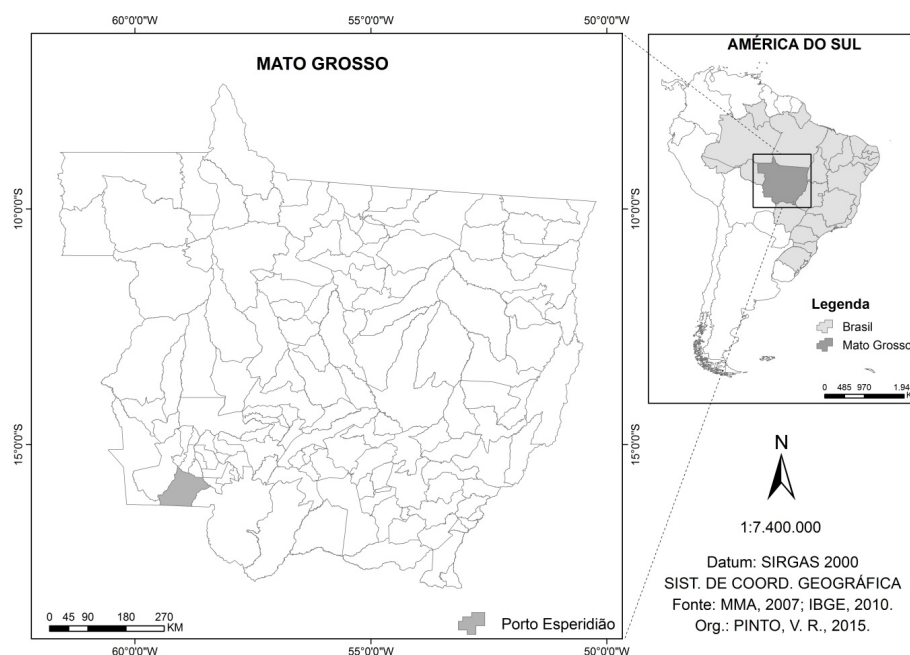 60°0'0"W 55°0'0"W 50°0'0"W
MATO GROSSO
10°0'0"S
15°0'0"S
0 45 90 180 270
KM
Porto Esperidião
60°0'0"W 55°0'0"W 50°0'0"W
AMÉRICA DO SUL
10°0'0"S
Legenda
Brasil
Mato Grosso
0 485 970 1.94
K
15°0'0"S
N
1:7.400.000
Datum: SIRGAS 2000
SIST. DE COORD. GEOGRÁFICA
Fonte: MMA, 2007; IBGE, 2010.
Org.: PINTO, V. R., 2015.